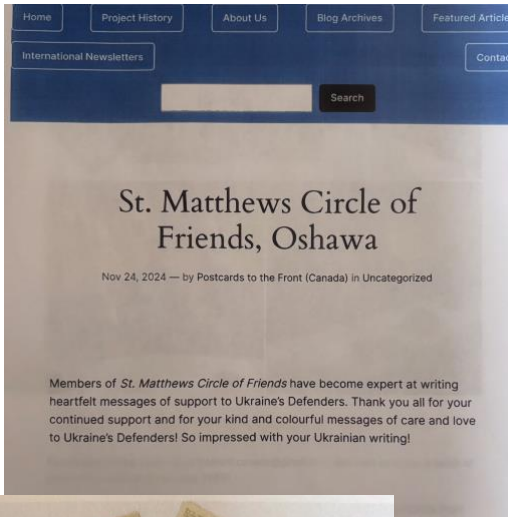 Home
Project History
About Us
Blog Archives
Featured Article
International Newsletters
Contac
Search
St. Matthews Circle of
Friends, Oshawa
Nov 24, 2024 — by Postcards to the Front (Canada) in Uncategorized
Members of St. Matthews Circle of Friends have become expert at writing
heartfelt messages of support to Ukraine's Defenders. Thank you all for your
continued support and for your kind and colourful messages of care and love
to Ukraine's Defenders! So impressed with your Ukrainian writing!